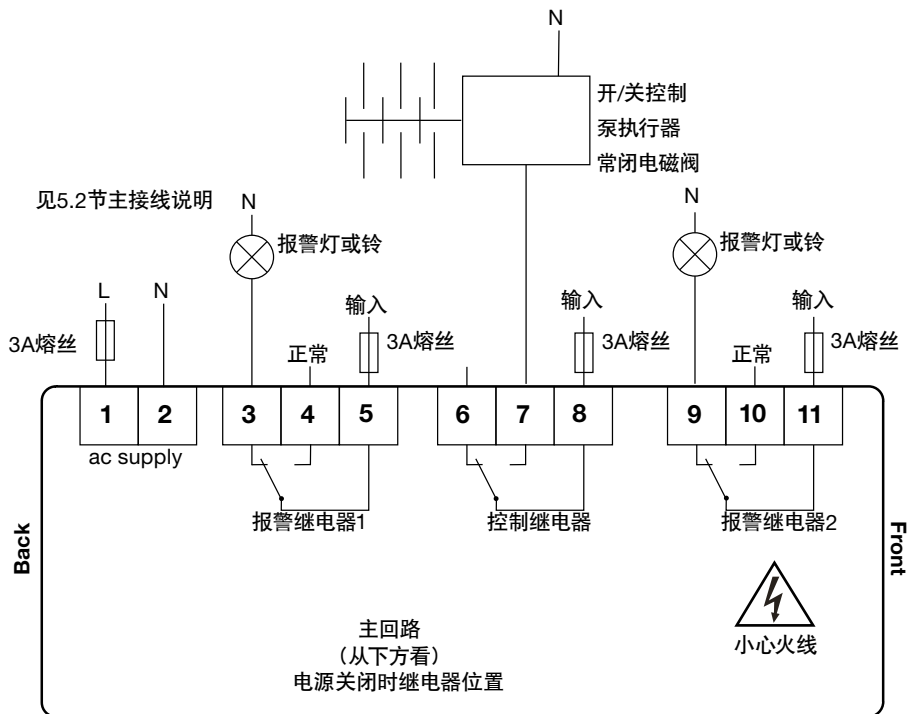 N
开/关控制
泵执行器
常闭电磁阀
见5.2节主接线说明
N
报警灯或铃
N
报警灯或铃
L
N
3A熔丝
正常
输入
3A熔丝
输入
3A熔丝
正常
输入
3A熔丝
1
2
3
4
5
6
7
8
9
10
11
ac supply
报警继电器1
控制继电器
报警继电器2
Back
Front
小心火线
主回路
（从下方看）
电源关闭时继电器位置